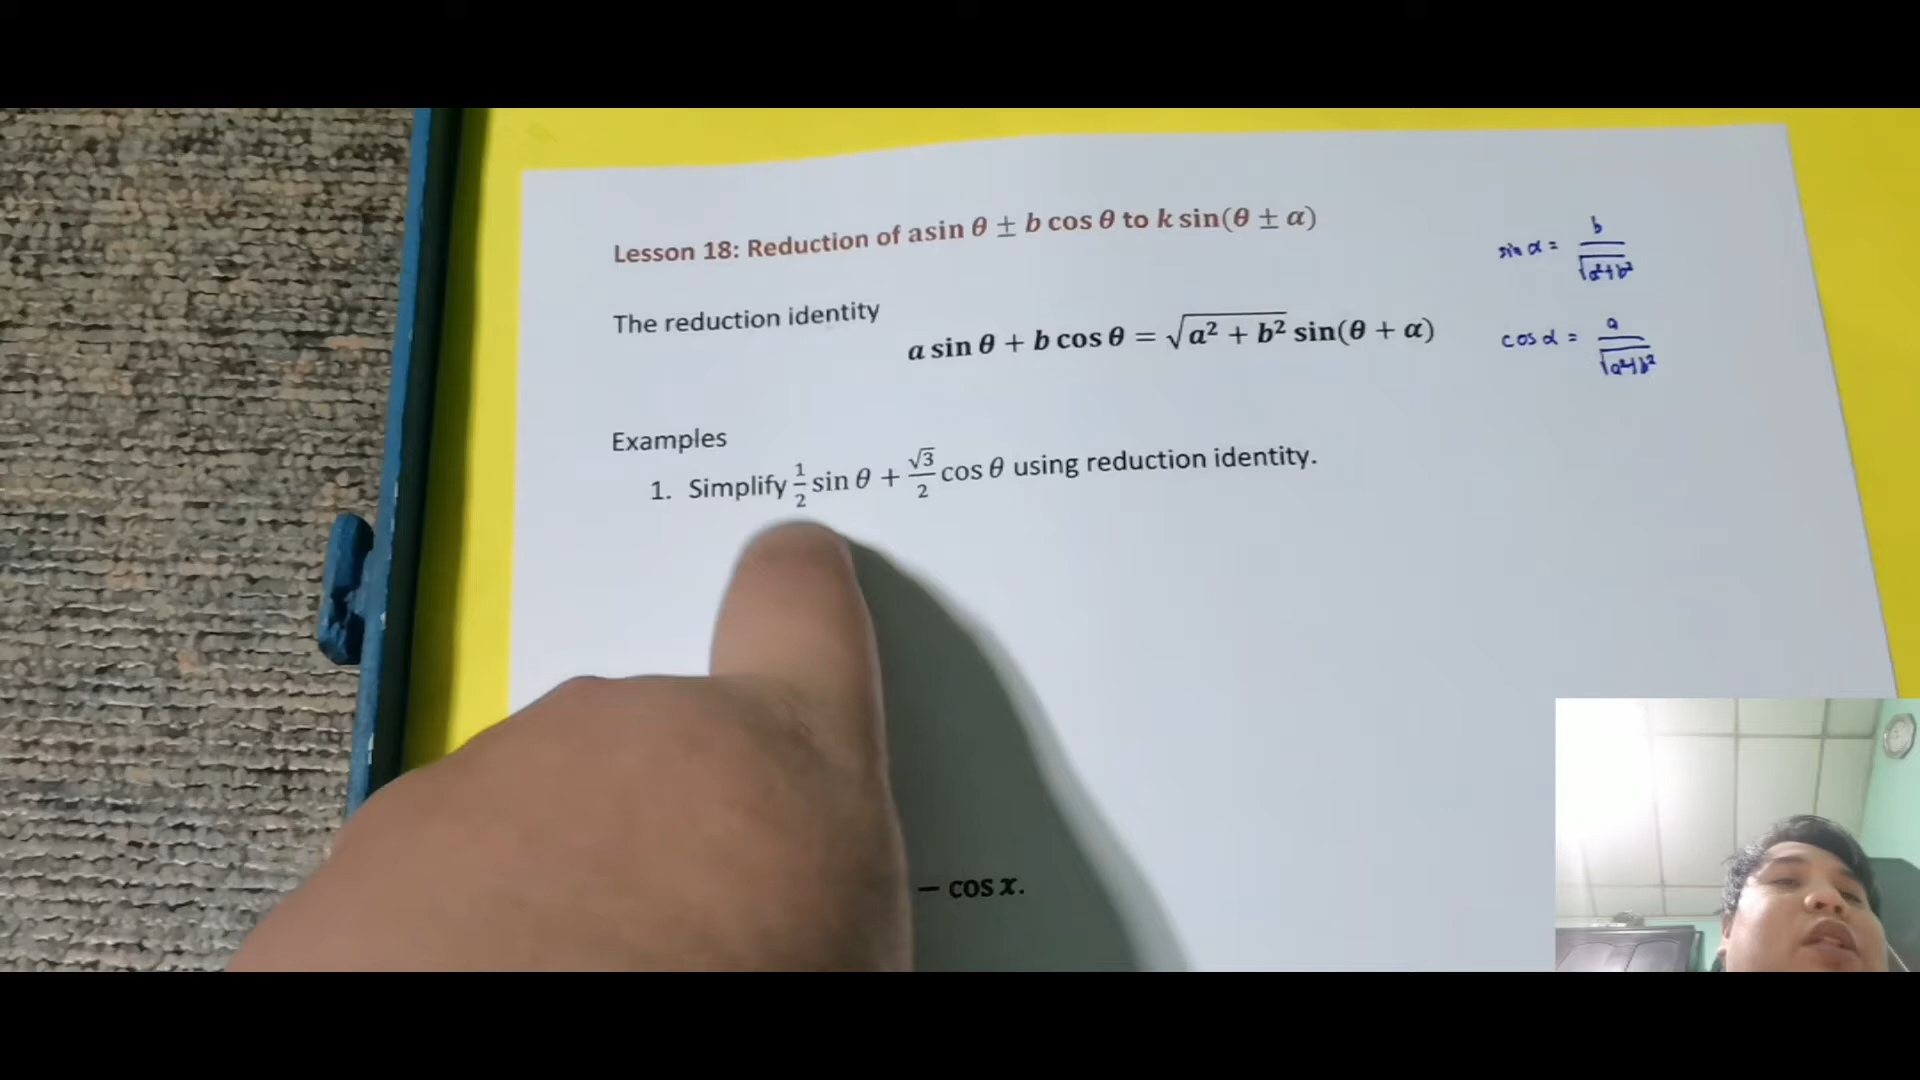 Lesson 18: Reduction of asin θ ± b cos θ to k sin(θ ± α)
sin α = b/√(a²+b²)
The reduction identity
a sin θ + b cos θ = √(a² + b²) sin(θ + α)
cos α = a/√(a²+b²)
Examples
1. Simplify 1/2 sin θ + √3/2 cos θ using reduction identity.
− cos x.